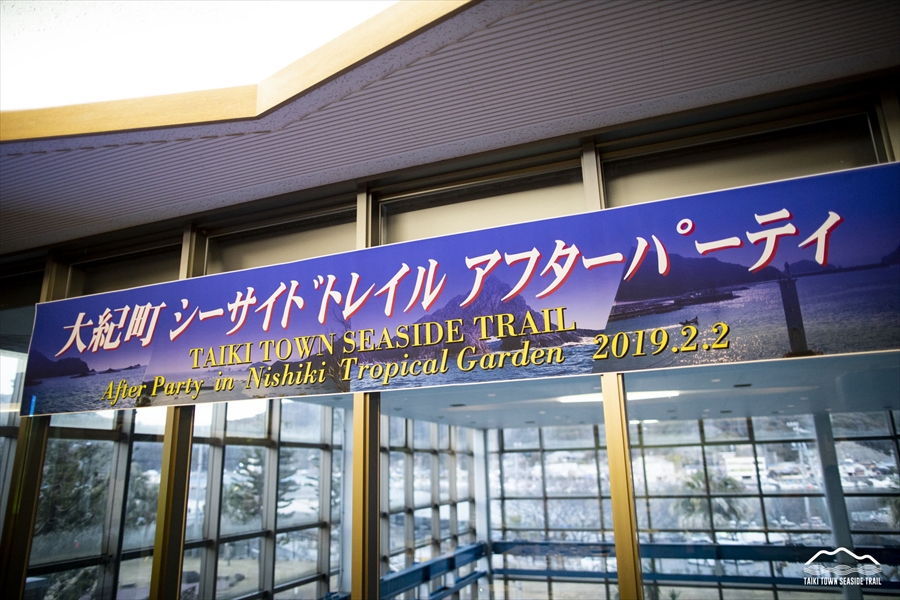 大紀町 シーサイドトレイル アフターパーティ
TAIKI TOWN SEASIDE TRAIL
After Party in Nishiki Tropical Garden 2019.2.2
TAIKI TOWN SEASIDE TRAIL